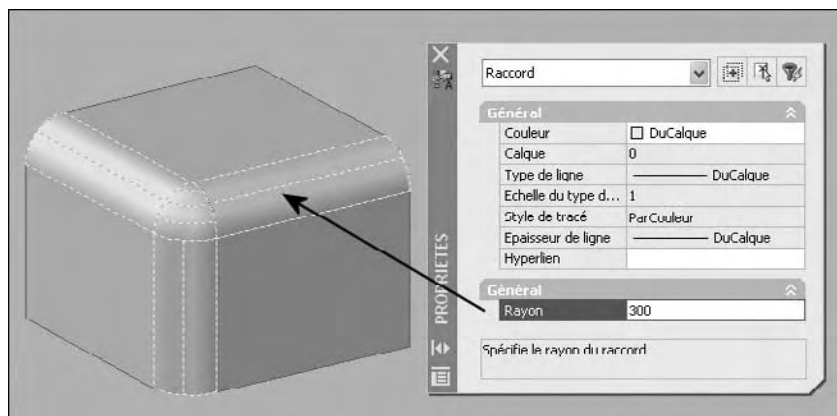 Raccord
Général
Couleur DuCalque
Calque 0
Type de ligne DuCalque
Echelle du type d... 1
Style de tracé ParCouleur
Epaisseur de ligne DuCalque
Hyperlien
Général
Rayon 300
Spécifie le rayon du raccord
PROPRIETES